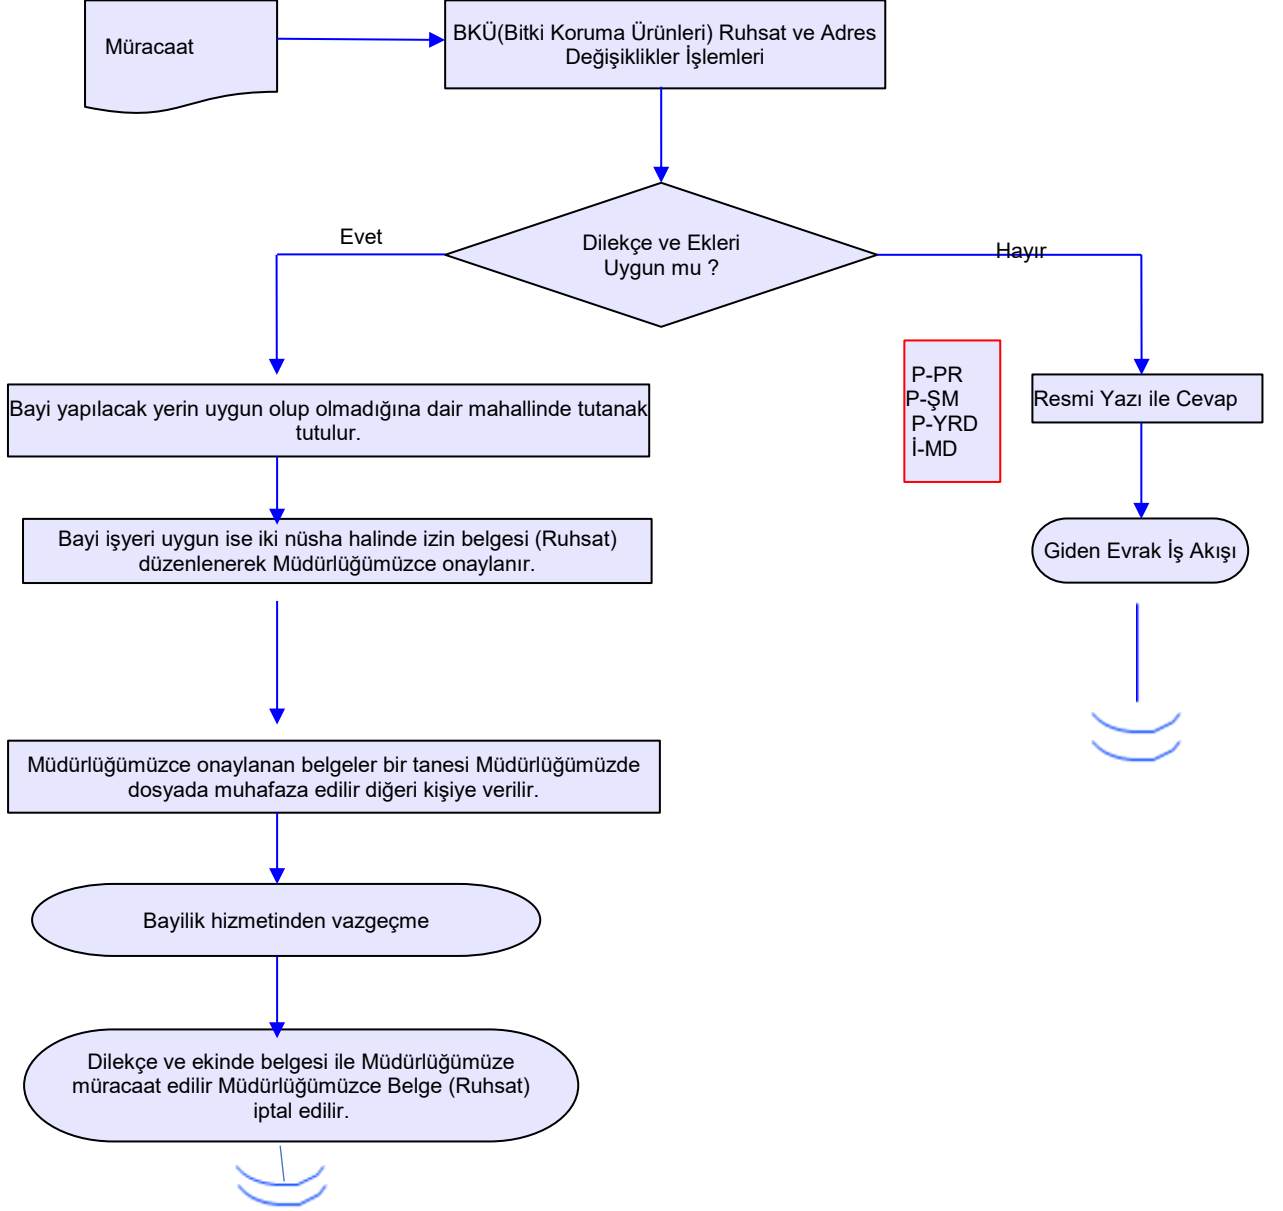 Müracaat
BKÜ(Bitki Koruma Ürünleri) Ruhsat ve Adres
Değişiklikler İşlemleri
Dilekçe ve Ekleri
Uygun mu ?
Evet
Hayır
P-PR
P-ŞM
P-YRD
İ-MD
Resmi Yazı ile Cevap
Giden Evrak İş Akışı
Bayi yapılacak yerin uygun olup olmadığına dair mahallinde tutanak
tutulur.
Bayi işyeri uygun ise iki nüsha halinde izin belgesi (Ruhsat)
düzenlenerek Müdürlüğümüzce onaylanır.
Müdürlüğümüzce onaylanan belgeler bir tanesi Müdürlüğümüzde
dosyada muhafaza edilir diğeri kişiye verilir.
Bayilik hizmetinden vazgeçme
Dilekçe ve ekinde belgesi ile Müdürlüğümüze
müracaat edilir Müdürlüğümüzce Belge (Ruhsat)
iptal edilir.